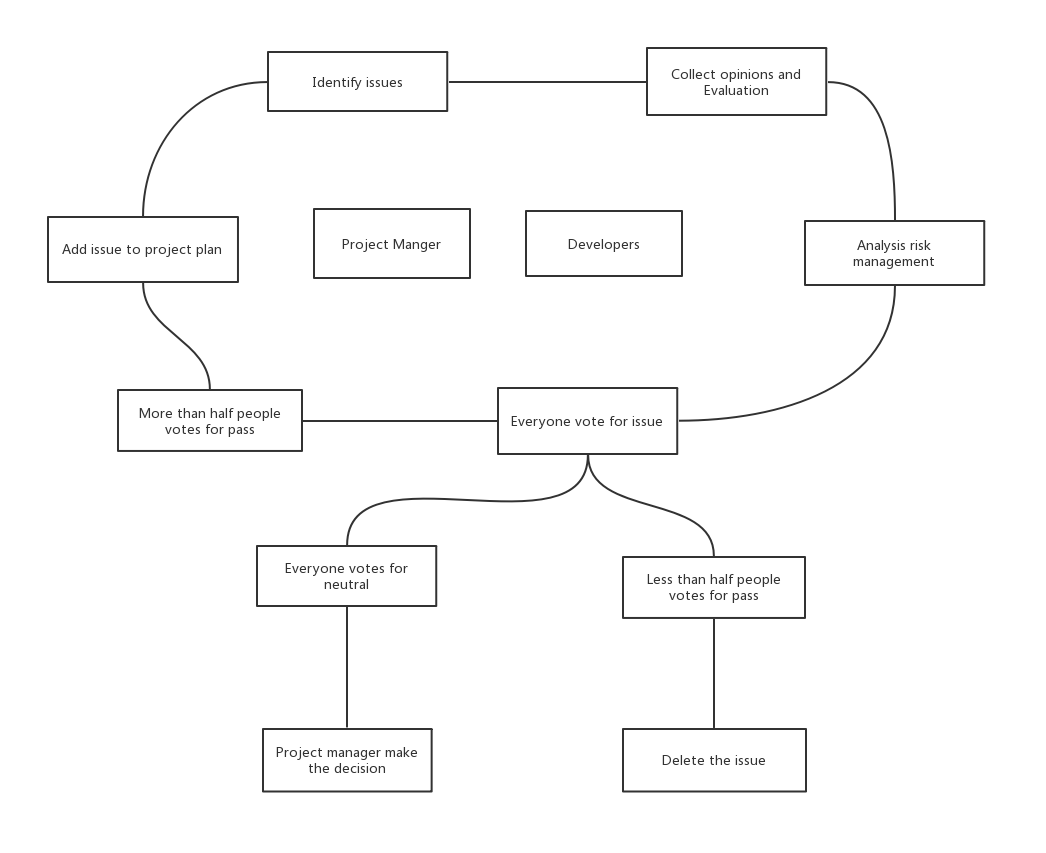 Identify issues
Collect opinions and
Evaluation
Add issue to project plan
Project Manger
Developers
Analysis risk
management
More than half people
votes for pass
Everyone vote for issue
Everyone votes for
neutral
Less than half people
votes for pass
Project manager make
the decision
Delete the issue